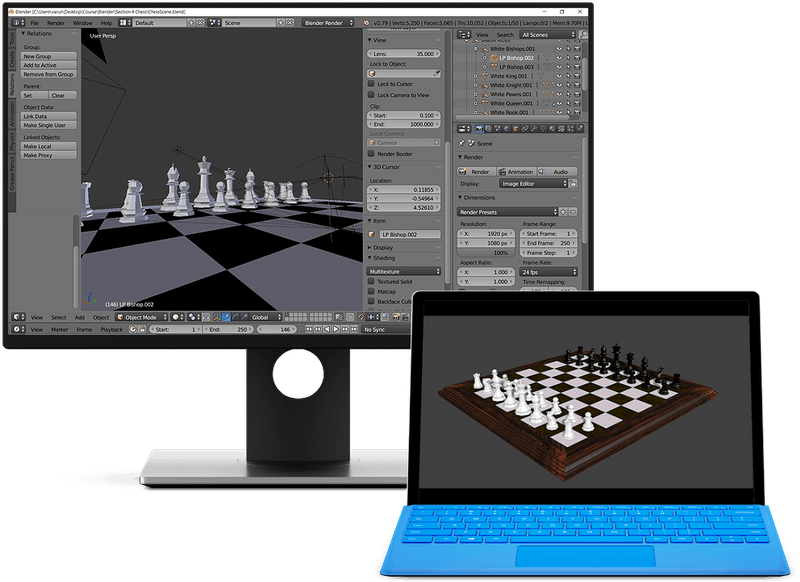 Blender [C:\Users\varun\Desktop\Course\Blender\Section 4 Chess\ChessScene.blend]
File Render Window Help Default Scene Blender Render v2.79 | Verts:5,250 | Faces:5,065 | Tris:10,052 | Objects:1/50 | Lamps:0/2 | Mem:9.70M
Relations
Group:
New Group
Add to Active
Remove from Group
Parent:
Set Clear
Object Data:
Link Data
Make Single User
Linked Objects:
Make Local
Make Proxy
Tools
Create
Relations
Animation
Physics
Grease Pencil
User Persp
(146) LP Bishop.002
View
Lens: 35.000
Lock to Object:
Lock to Cursor
Lock Camera to View
Clip:
Start: 0.100
End: 1000.000
Local Camera:
Camera
Render Border
3D Cursor
Location:
X: 0.11855
Y: -0.54964
Z: 4.52610
Item
LP Bishop.002
Display
Shading
Multitexture
Textured Solid
Matcap
Backface Culli
View Search All Scenes
White Bishops.001
LP Bishop.002
LP Bishop.003
White King.001
White Knight.001
White Pawns.001
White Queen.001
White Rook.001
Scene
Render
Render Animation Audio
Display: Image Editor
Dimensions
Render Presets
Resolution: Frame Range:
X: 1920 px Start Frame: 1
Y: 1080 px End Frame: 250
100% Frame Step: 1
Aspect Ratio: Frame Rate:
X: 1.000 24 fps
Y: 1.000 Time Remapping:
View Select Add Object Object Mode Global
View Marker Frame Playback Start: 1 End: 250 146 No Sync